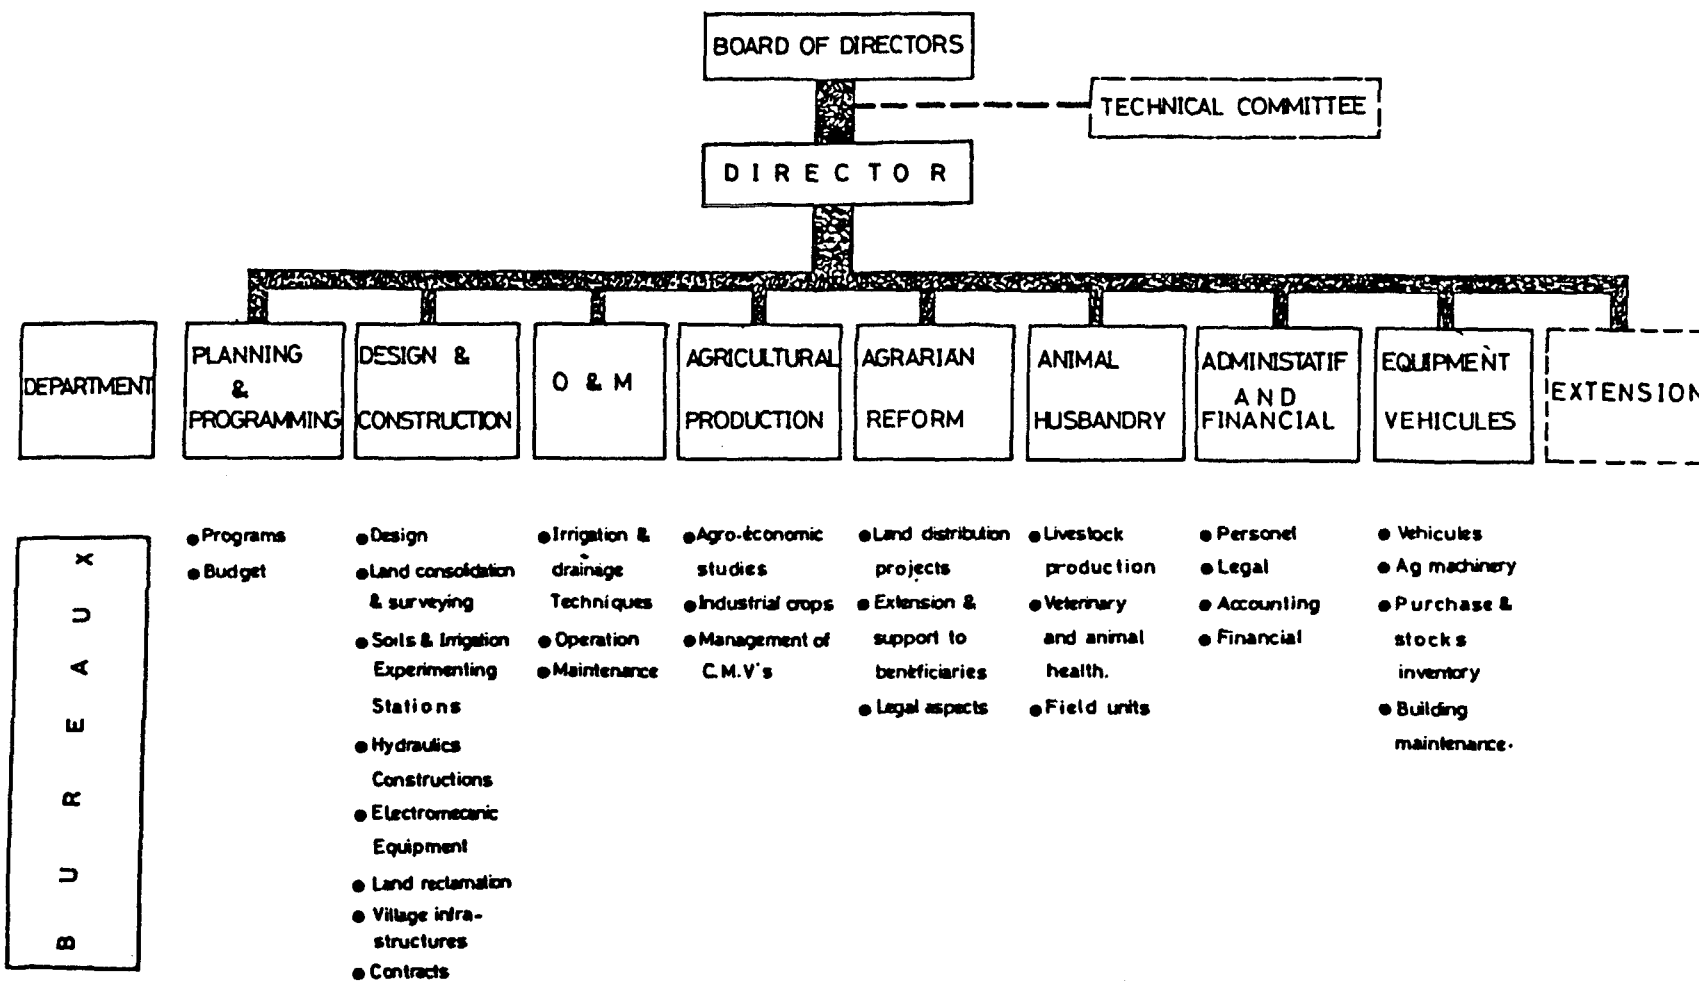 BOARD OF DIRECTORS
TECHNICAL COMMITTEE
DIRECTOR
DEPARTMENT
PLANNING
&
PROGRAMMING
DESIGN &
CONSTRUCTION
O & M
AGRICULTURAL
PRODUCTION
AGRARIAN
REFORM
ANIMAL
HUSBANDRY
ADMINISTATIF
AND
FINANCIAL
EQUIPMENT
VEHICULES
EXTENSION
BUREAUX
● Programs
● Budget
● Design
● Land consolidation
& surveying
● Soils & Irrigation
Experimenting
Stations
● Hydraulics
Constructions
● Electromecanic
Equipment
● Land reclamation
● Village infra-
structures
● Contracts
● Irrigation &
drainage
Techniques
● Operation
● Maintenance
● Agro-économic
studies
● Industrial crops
● Management of
C.M.V's
● Land distribution
projects
● Extension &
support to
beneficiaries
● Legal aspects
● Livestock
production
● Veterinary
and animal
health.
● Field units
● Personel
● Legal
● Accounting
● Financial
● Vehicules
● Ag machinery
● Purchase &
stocks
inventory
● Building
maintenance.